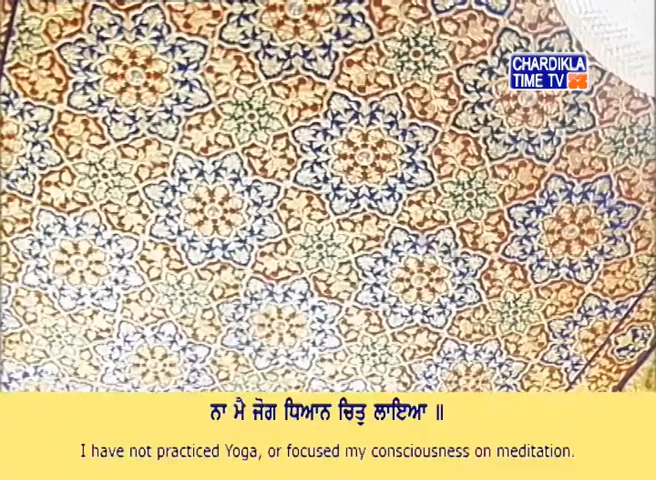 CHARDIKLA
TIME TV
ਨਾ ਮੈ ਜੋਗ ਧਿਆਨ ਚਿਤੁ ਲਾਇਆ ॥
I have not practiced Yoga, or focused my consciousness on meditation.